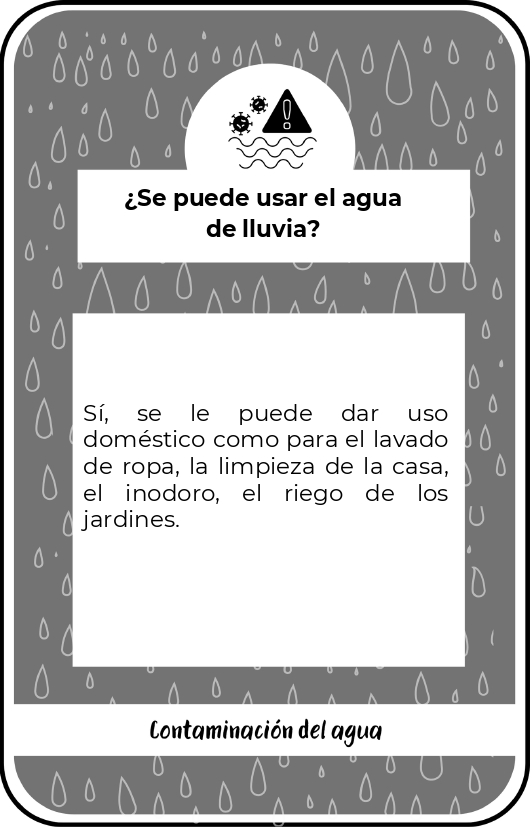 ¿Se puede usar el agua
de lluvia?
Sí, se le puede dar uso
doméstico como para el lavado
de ropa, la limpieza de la casa,
el inodoro, el riego de los
jardines.
Contaminación del agua